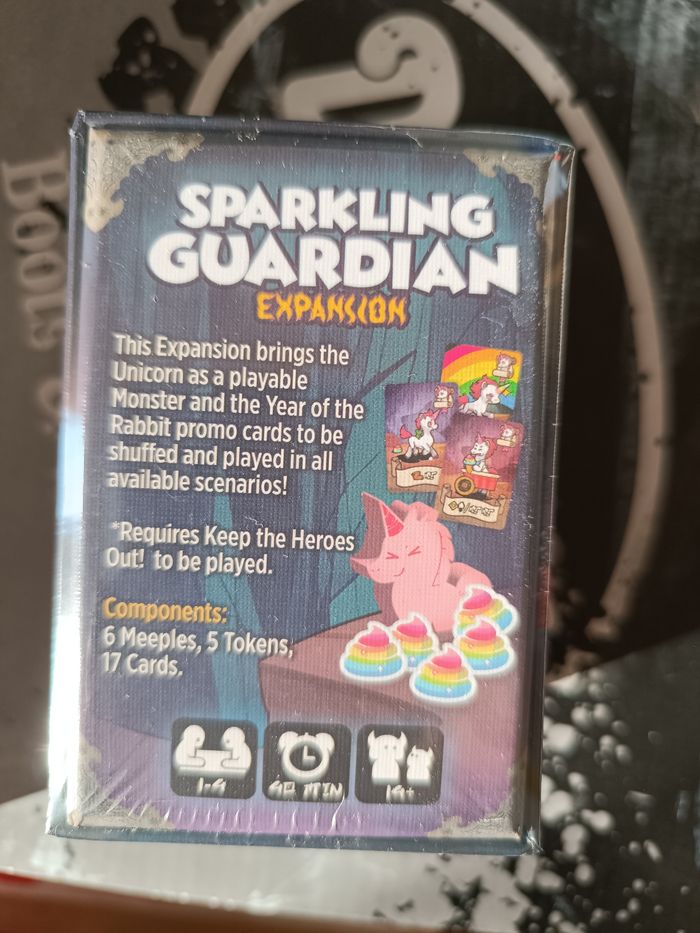 SPARKLING
GUARDIAN
EXPANSION
This Expansion brings the
Unicorn as a playable
Monster and the Year of the
Rabbit promo cards to be
shuffed and played in all
available scenarios!
*Requires Keep the Heroes
Out! to be played.
Components:
6 Meeples, 5 Tokens,
17 Cards.
1-4
MIN
14+